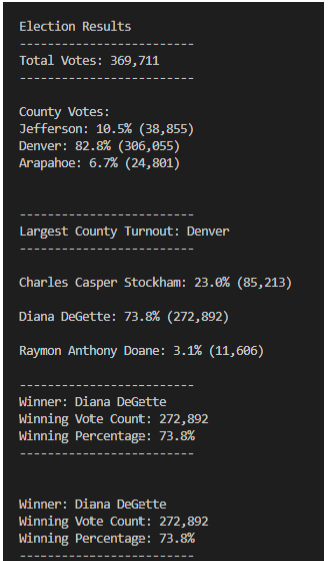 Election Results
-------------------------
Total Votes: 369,711
-------------------------
County Votes:
Jefferson: 10.5% (38,855)
Denver: 82.8% (306,055)
Arapahoe: 6.7% (24,801)
-------------------------
Largest County Turnout: Denver
-------------------------
Charles Casper Stockham: 23.0% (85,213)
Diana DeGette: 73.8% (272,892)
Raymon Anthony Doane: 3.1% (11,606)
-------------------------
Winner: Diana DeGette
Winning Vote Count: 272,892
Winning Percentage: 73.8%
-------------------------
Winner: Diana DeGette
Winning Vote Count: 272,892
Winning Percentage: 73.8%
-------------------------